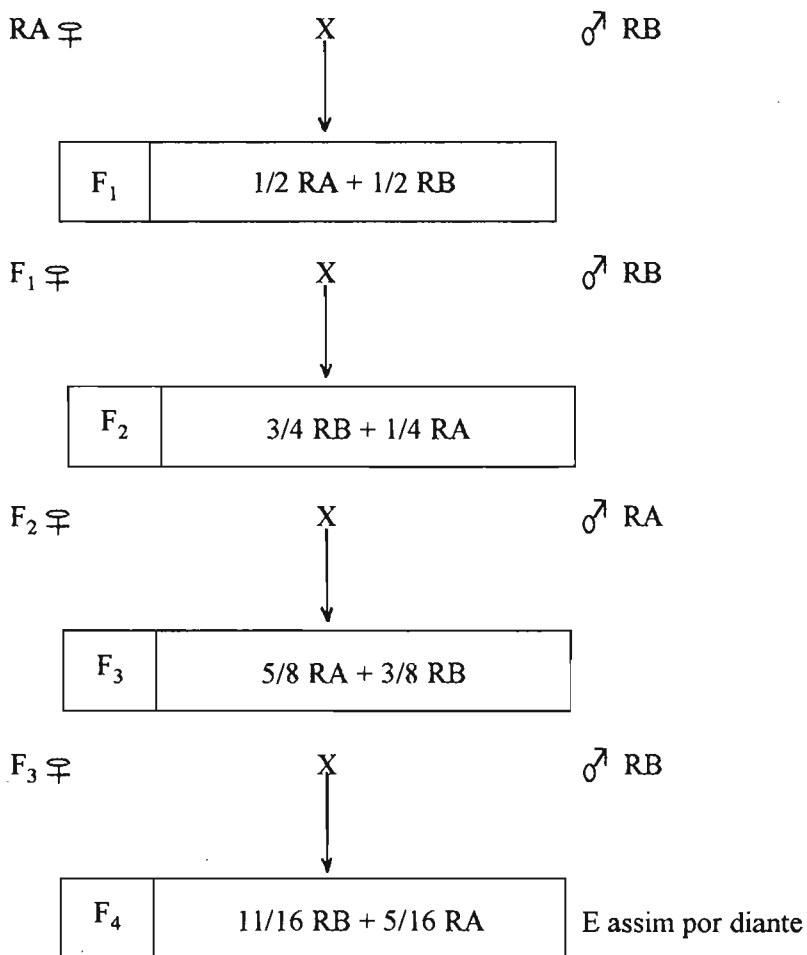 RA ♀ X ♂ RB
F₁ 1/2 RA + 1/2 RB
F₁ ♀ X ♂ RB
F₂ 3/4 RB + 1/4 RA
F₂ ♀ X ♂ RA
F₃ 5/8 RA + 3/8 RB
F₃ ♀ X ♂ RB
F₄ 11/16 RB + 5/16 RA E assim por diante